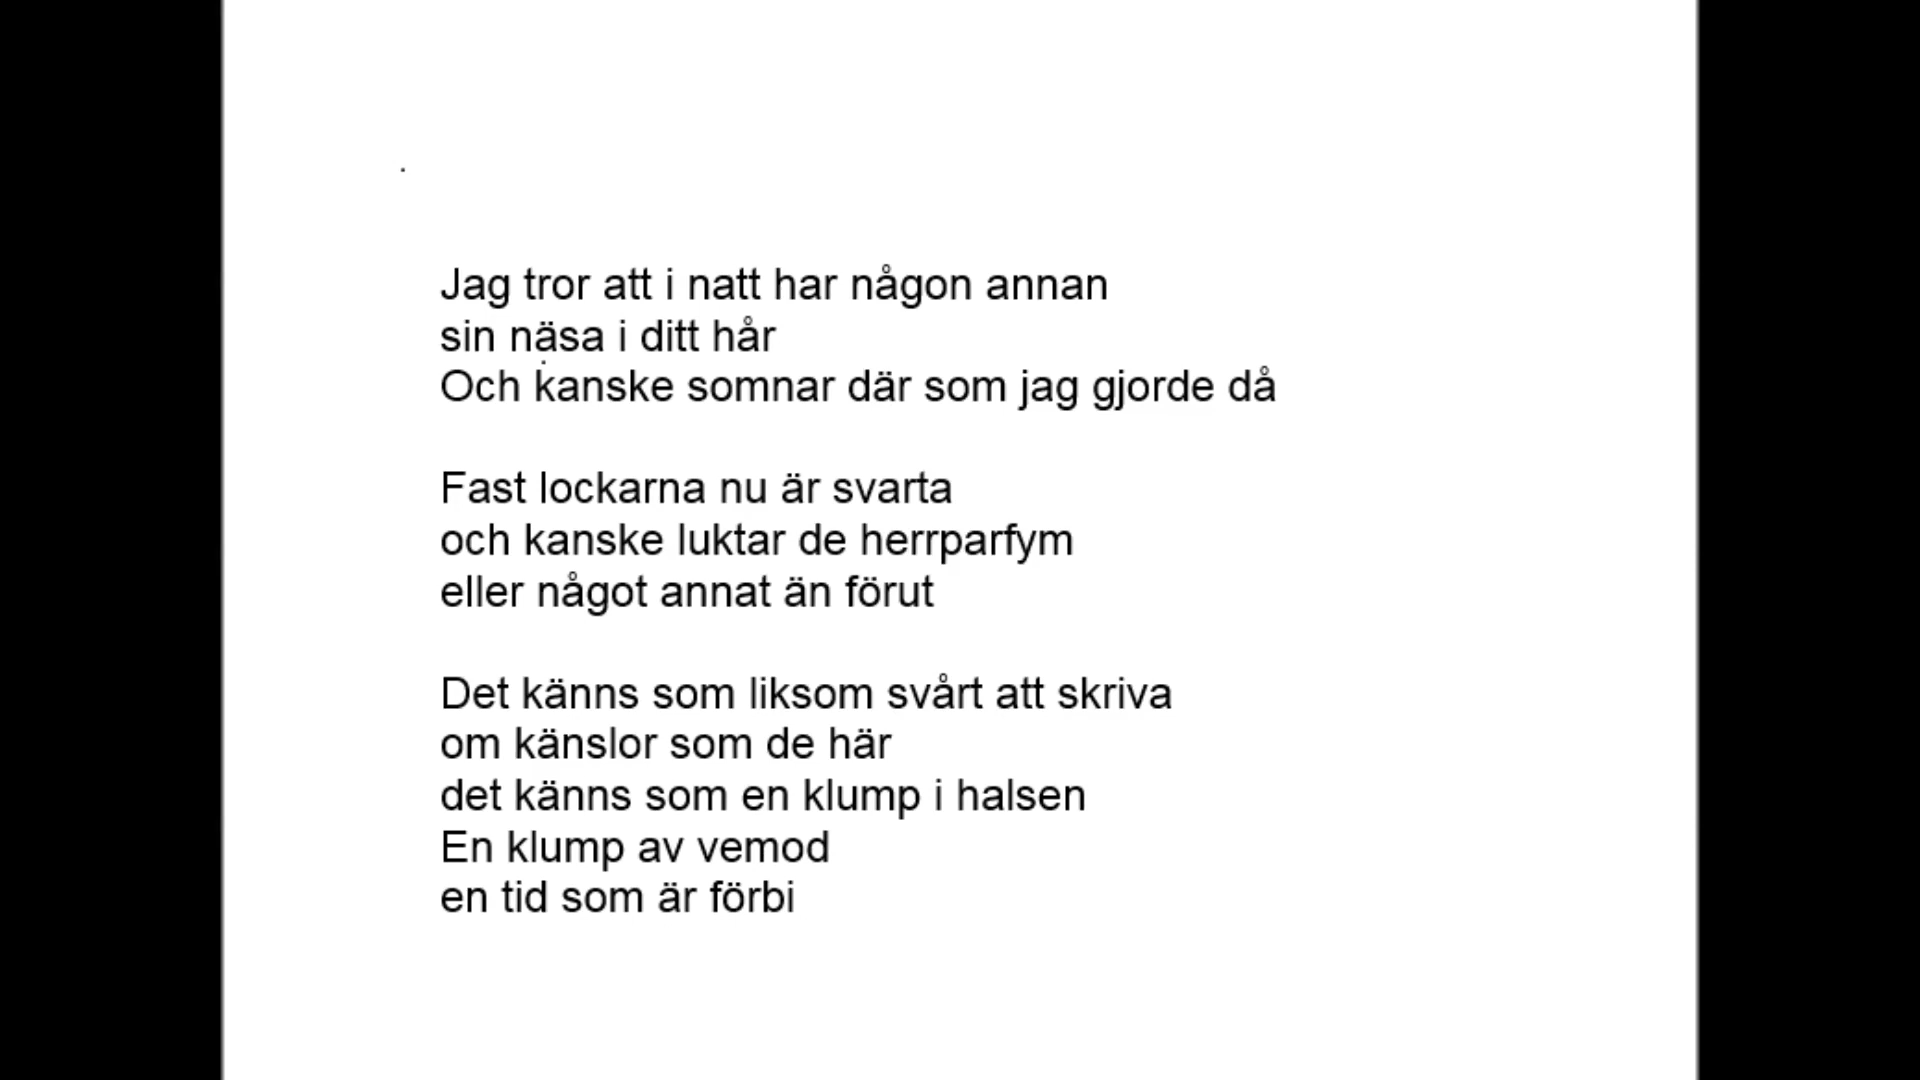 Jag tror att i natt har någon annan
sin näsa i ditt hår
Och kanske somnar där som jag gjorde då
Fast lockarna nu är svarta
och kanske luktar de herrparfym
eller något annat än förut
Det känns som liksom svårt att skriva
om känslor som de här
det känns som en klump i halsen
En klump av vemod
en tid som är förbi